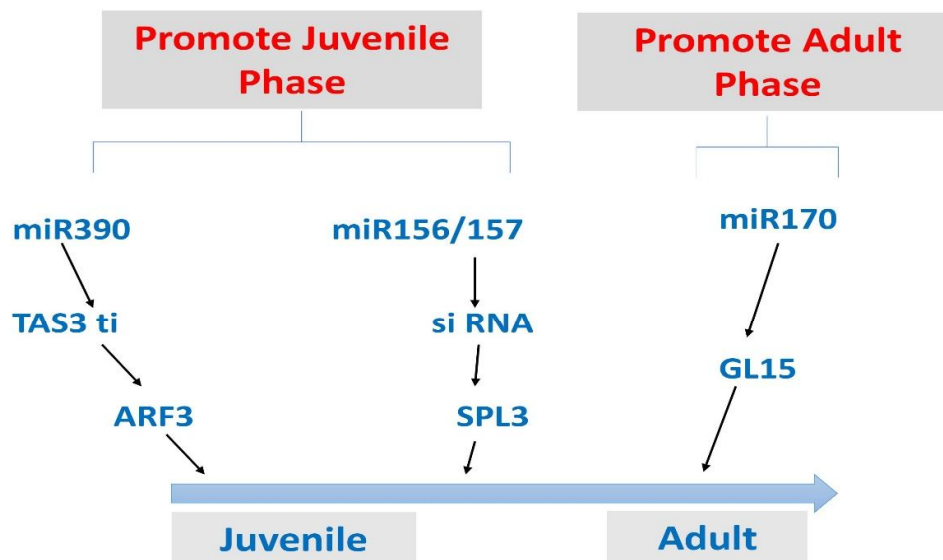 Promote Juvenile
Phase
Promote Adult
Phase
miR390
miR156/157
miR170
TAS3 ti
si RNA
GL15
ARF3
SPL3
Juvenile
Adult